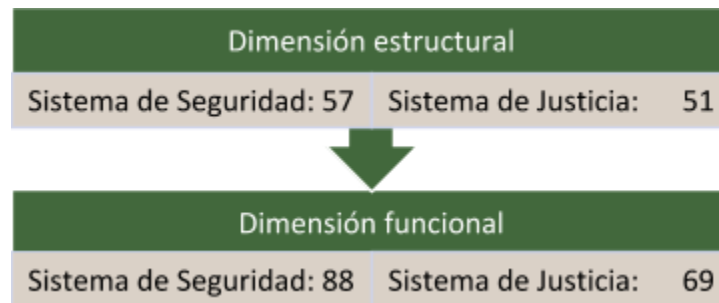 Dimensión estructural
Sistema de Seguridad: 57 Sistema de Justicia: 51
Dimensión funcional
Sistema de Seguridad: 88 Sistema de Justicia: 69